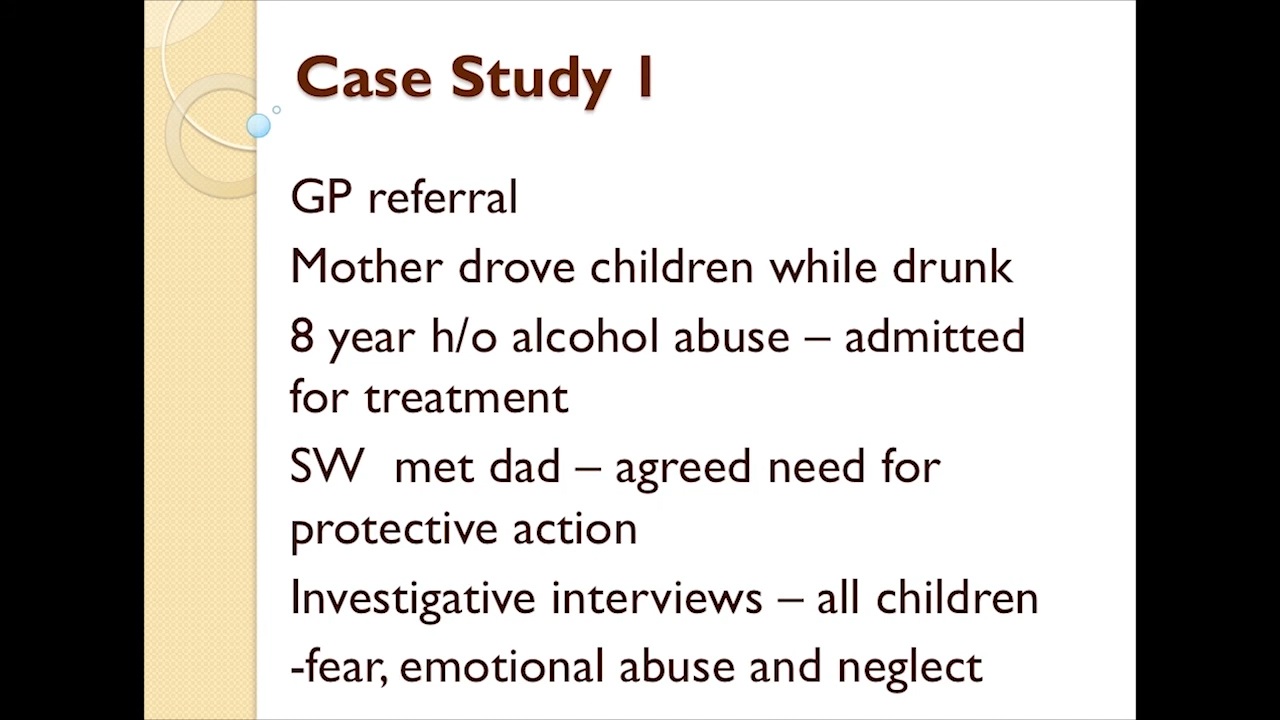 Case Study 1
GP referral
Mother drove children while drunk
8 year h/o alcohol abuse – admitted
for treatment
SW  met dad – agreed need for
protective action
Investigative interviews – all children
-fear, emotional abuse and neglect